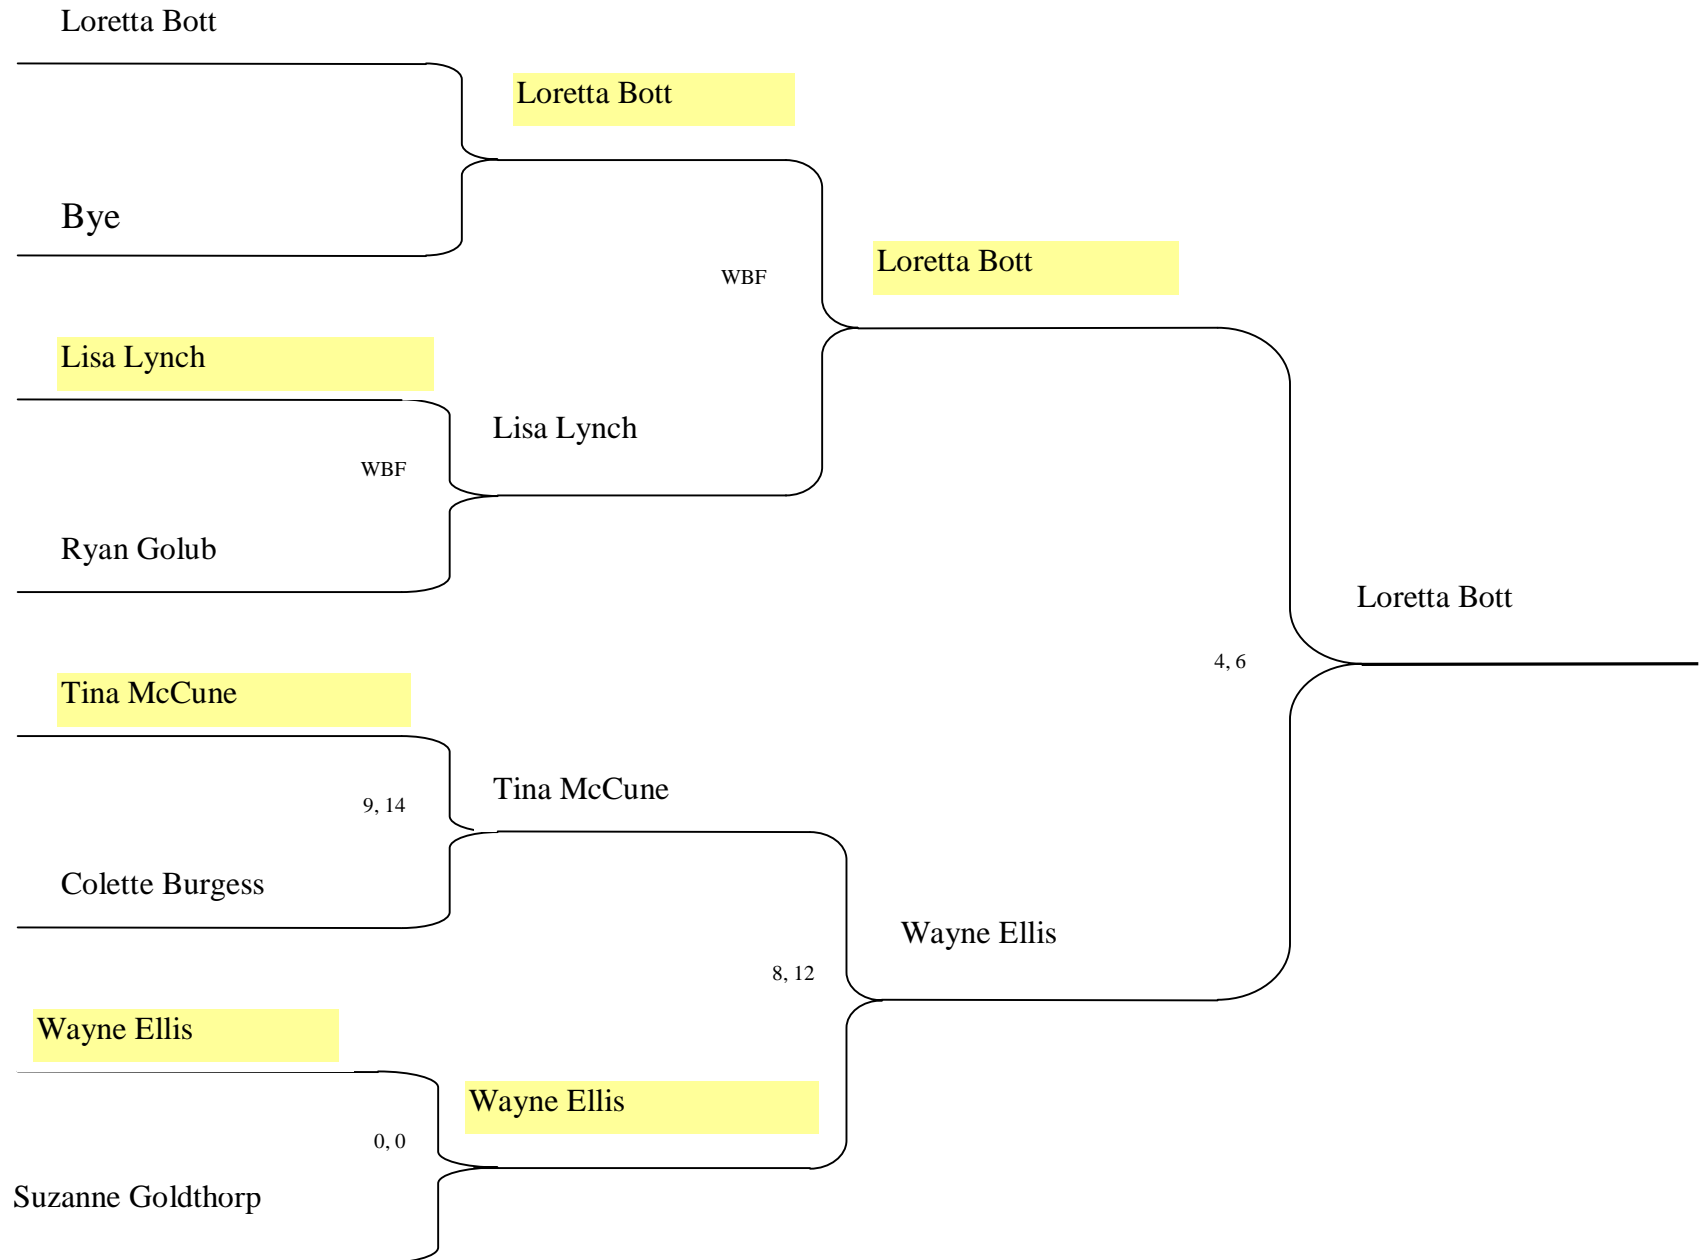 Loretta Bott
Loretta Bott
Bye
Loretta Bott
WBF
Lisa Lynch
Lisa Lynch
WBF
Ryan Golub
Loretta Bott
4, 6
Tina McCune
Tina McCune
9, 14
Colette Burgess
Wayne Ellis
8, 12
Wayne Ellis
Wayne Ellis
0, 0
Suzanne Goldthorp